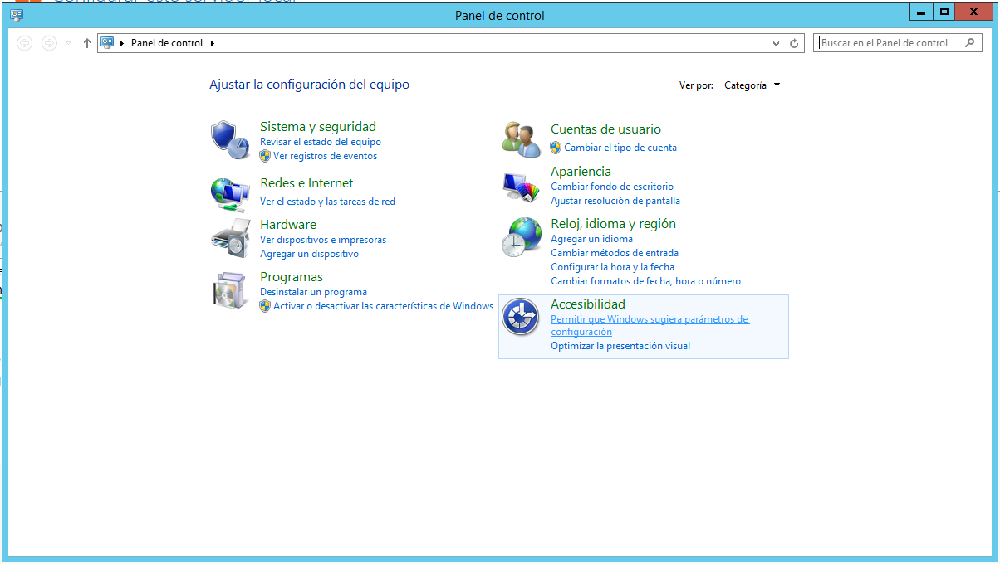 Configurar este servidor local
Panel de control
Panel de control
Buscar en el Panel de control
Ajustar la configuración del equipo
Ver por: Categoría
Sistema y seguridad
Revisar el estado del equipo
Ver registros de eventos
Redes e Internet
Ver el estado y las tareas de red
Hardware
Ver dispositivos e impresoras
Agregar un dispositivo
Programas
Desinstalar un programa
Activar o desactivar las características de Windows
Cuentas de usuario
Cambiar el tipo de cuenta
Apariencia
Cambiar fondo de escritorio
Ajustar resolución de pantalla
Reloj, idioma y región
Agregar un idioma
Cambiar métodos de entrada
Configurar la hora y la fecha
Cambiar formatos de fecha, hora o número
Accesibilidad
Permitir que Windows sugiera parámetros de
configuración
Optimizar la presentación visual